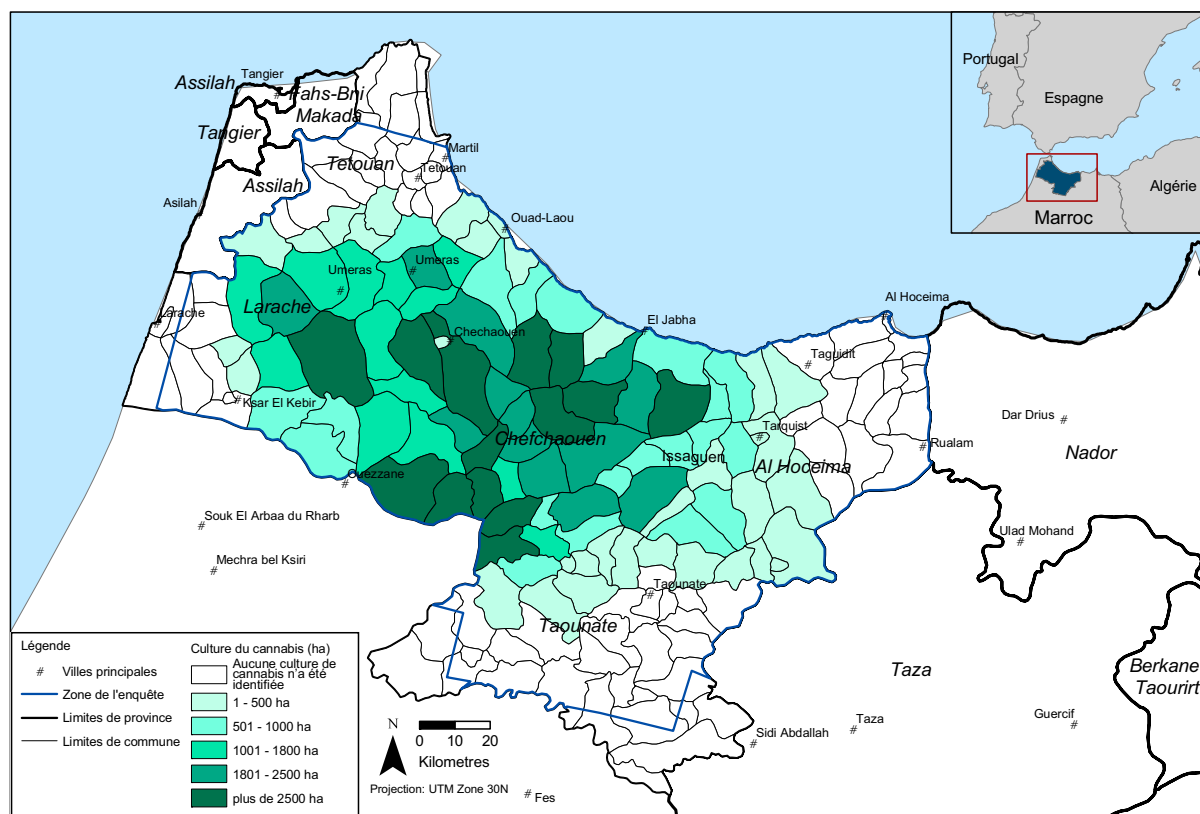 Portugal
Espagne
Algérie
Marroc
Assilah
Tangier
#
Fahs-Bni
Makada
Tangier
Tetouan
Martil
#
Tetouan
#
Assilah
Asilah
#
Ouad-Laou
#
Umeras
#
Umeras
#
Larache
Larache
#
Chechaouen
#
El Jabha
#
Al Hoceima
#
Taguidit
#
Ksar El Kebir
#
Dar Drius
#
Tarquist
#
Chefchaouen
Issaguen
Al Hoceima
Rualam
#
Nador
Ouezzane
#
Souk El Arbaa du Rharb
#
Ulad Mohand
#
Mechra bel Ksiri
#
Taounate
#
Taounate
Taza
Berkane
Taourirt
Taza
#
Guercif
#
Sidi Abdallah
#
Fes
#
Légende
# Villes principales
Zone de l'enquête
Limites de province
Limites de commune
Culture du cannabis (ha)
Aucune culture de
cannabis n'a été
identifiée
1 - 500 ha
501 - 1000 ha
1001 - 1800 ha
1801 - 2500 ha
plus de 2500 ha
N
0 10 20
Kilometres
Projection: UTM Zone 30N